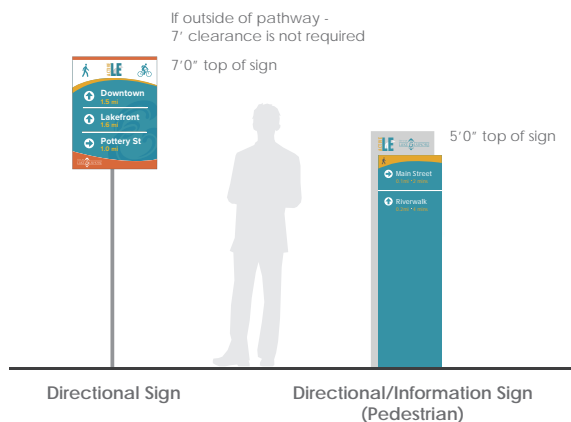 If outside of pathway -
7' clearance is not required
7'0" top of sign
LE
Downtown
1.5 mi
Lakefront
1.6 mi
Pottery St
1.0 mi
5'0" top of sign
LE
Main Street
Riverwalk
Directional Sign
Directional/Information Sign
(Pedestrian)